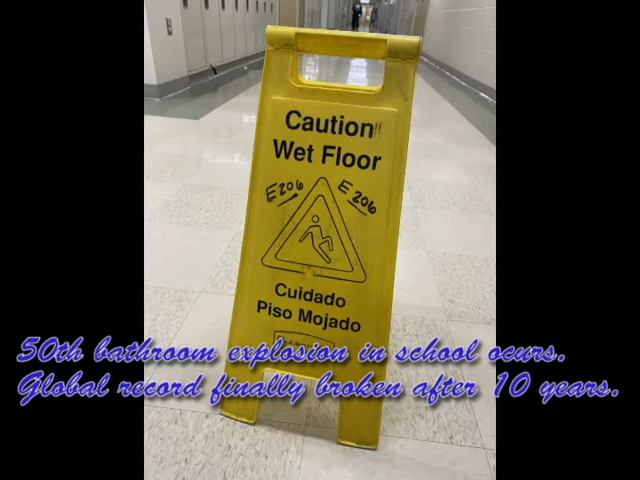 Caution
Wet Floor
E206 E206
Cuidado
Piso Mojado
50th bathroom explosion in school ocurs.
Global record finally broken after 10 years.